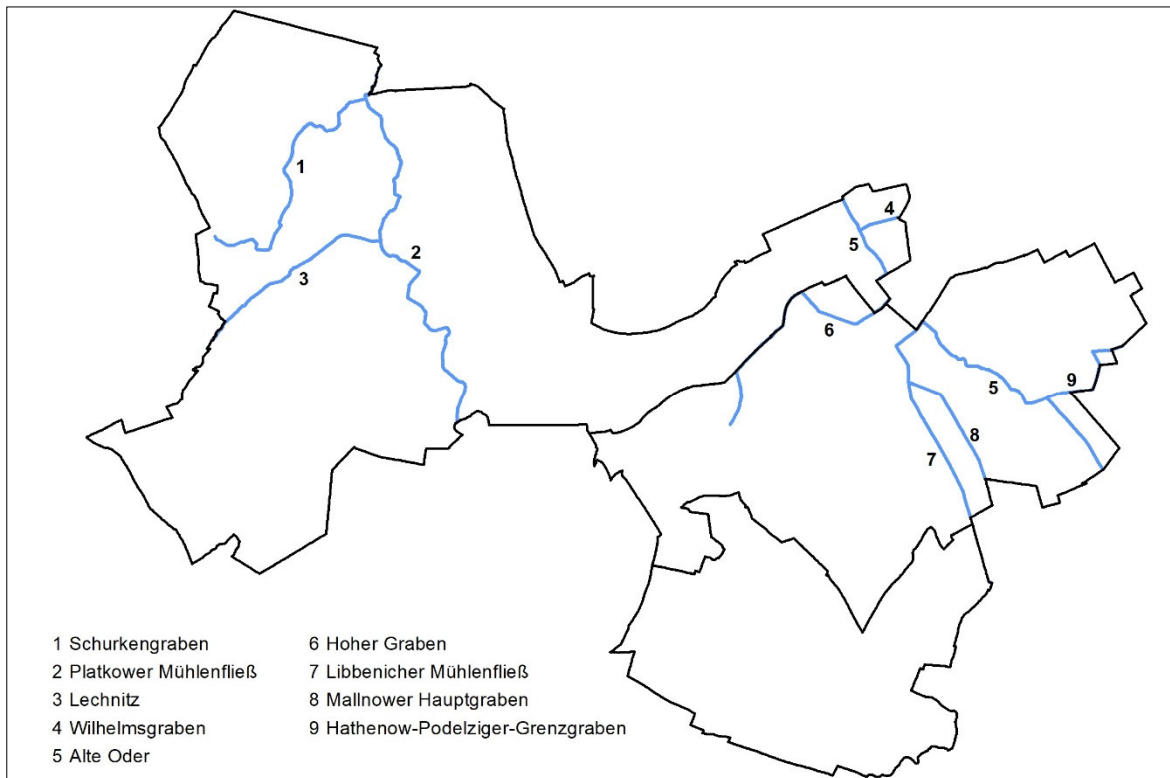 1
4
5
2
3
6
5
9
8
7
1 Schurkengraben
2 Platkower Mühlenfließ
3 Lechnitz
4 Wilhelmsgraben
5 Alte Oder
6 Hoher Graben
7 Libbenicher Mühlenfließ
8 Mallnower Hauptgraben
9 Hathenow-Podelziger-Grenzgraben